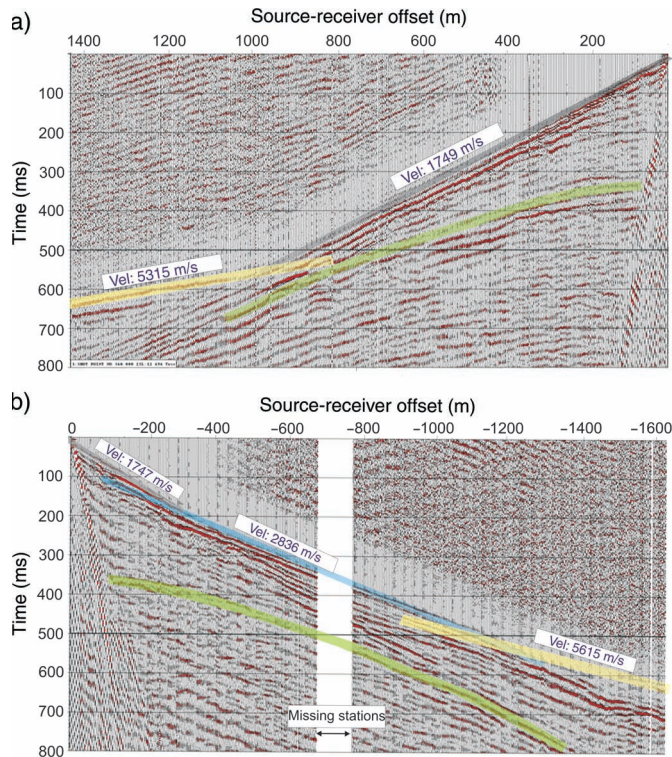 a)
Source-receiver offset (m)
1400 1200 1000 800 600 400 200
Time (ms)
100
200
300
400
500
600
700
800
Vel: 1749 m/s
Vel: 5315 m/s
b)
Source-receiver offset (m)
0 -200 -400 -600 -800 -1000 -1200 -1400 -1600
Time (ms)
100
200
300
400
500
600
700
800
Vel: 1747 m/s
Vel: 2836 m/s
Vel: 5615 m/s
Missing stations